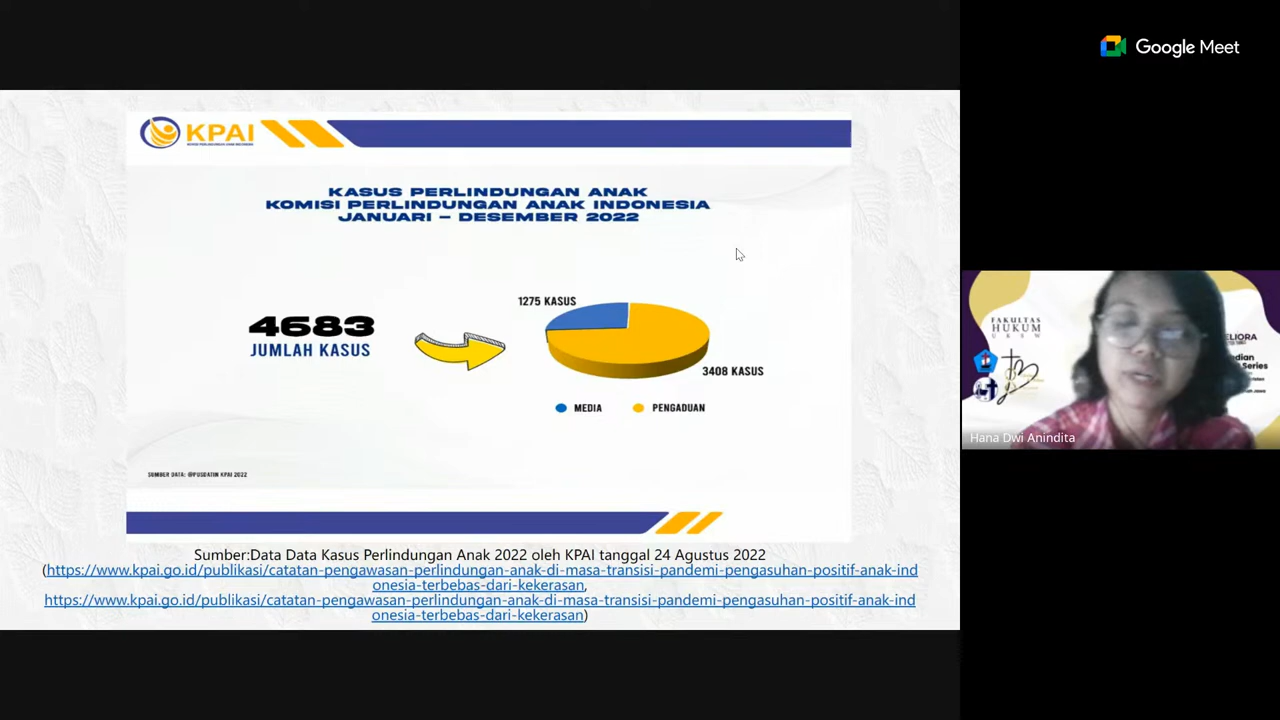 Google Meet
KPAI
KASUS PERLINDUNGAN ANAK
KOMISI PERLINDUNGAN ANAK INDONESIA
JANUARI – DESEMBER 2022
4683
JUMLAH KASUS
1275 KASUS
3408 KASUS
MEDIA
PENGADUAN
SUMBER DATA: @PUSDATIN KPAI 2022
Sumber:Data Data Kasus Perlindungan Anak 2022 oleh KPAI tanggal 24 Agustus 2022
(https://www.kpai.go.id/publikasi/catatan-pengawasan-perlindungan-anak-di-masa-transisi-pandemi-pengasuhan-positif-anak-ind
onesia-terbebas-dari-kekerasan,
https://www.kpai.go.id/publikasi/catatan-pengawasan-perlindungan-anak-di-masa-transisi-pandemi-pengasuhan-positif-anak-ind
onesia-terbebas-dari-kekerasan)
FAKULTAS
HUKUM
UKSW
Series
Hana Dwi Anindita